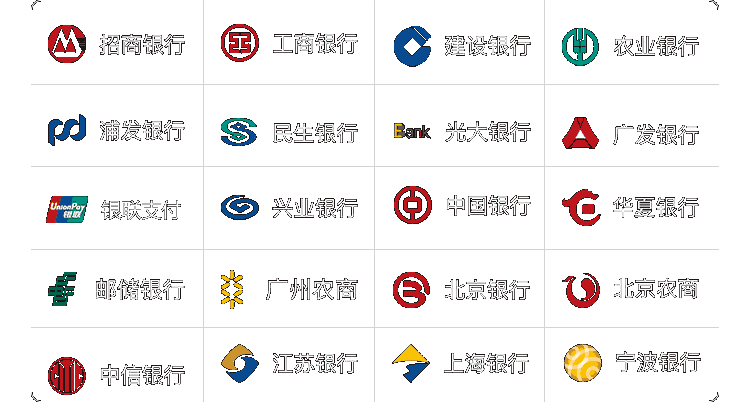 招商银行 工商银行 建设银行 农业银行
浦发银行 民生银行 Bank 光大银行 广发银行
UnionPay 银联 银联支付 兴业银行 中国银行 华夏银行
邮储银行 广州农商 北京银行 北京农商
中信银行 江苏银行 上海银行 宁波银行